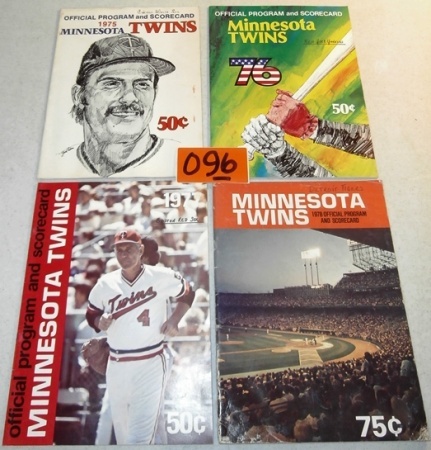 OFFICIAL PROGRAM and SCORECARD
1975
MINNESOTA TWINS
50¢
OFFICIAL PROGRAM and SCORECARD
Minnesota
TWINS
76
50¢
096
official program and scorecard
MINNESOTA TWINS
1977
Twins
4
50¢
MINNESOTA
TWINS
1978 OFFICIAL PROGRAM
AND SCORECARD
75¢